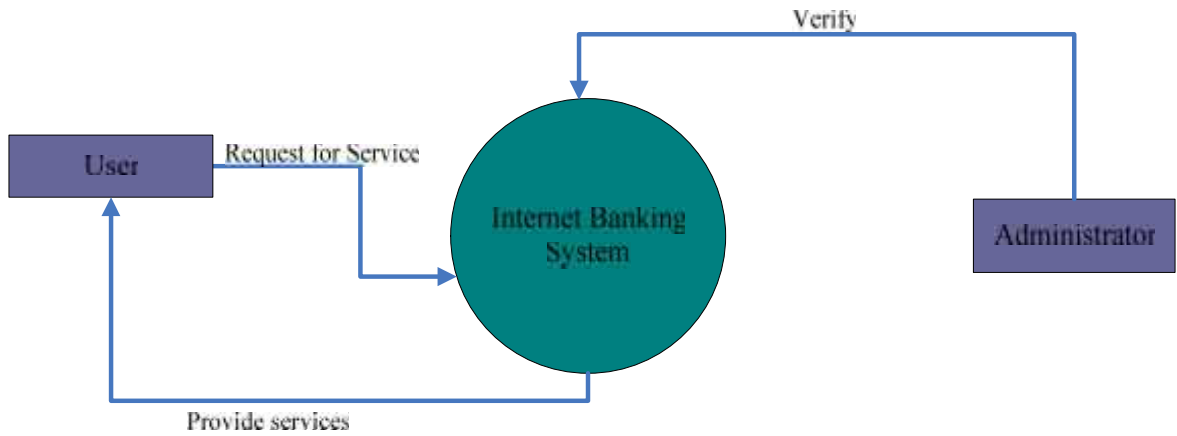 Verify
Request for Service
User
Internet Banking
System
Administrator
Provide services